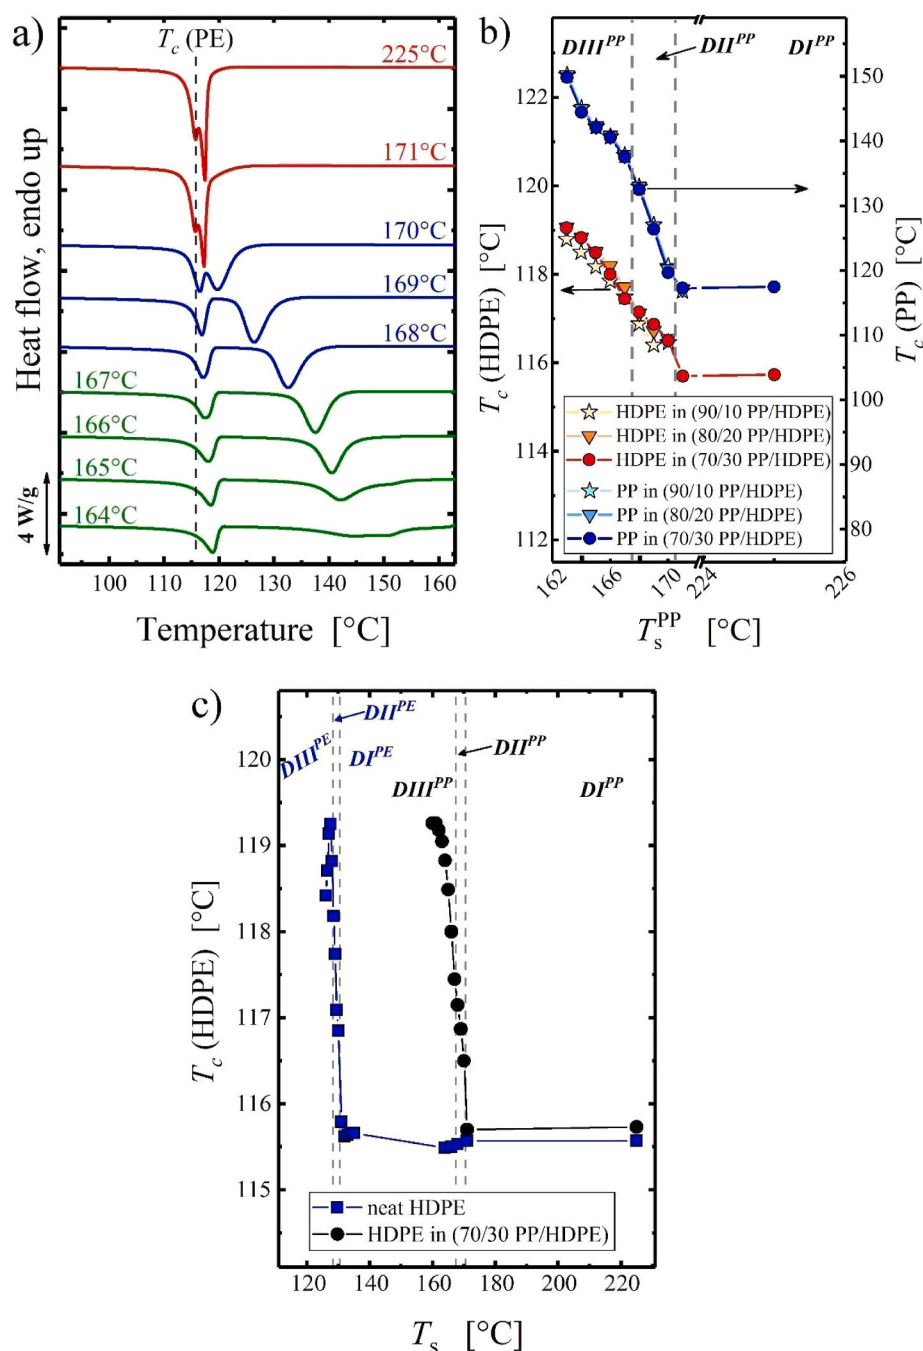 a)
T_c (PE)
225°C
171°C
170°C
169°C
168°C
167°C
166°C
165°C
164°C
Heat flow, endo up
4 W/g
100 110 120 130 140 150 160
Temperature [°C]
b)
DIII^PP DII^PP DI^PP
122
120
118
116
114
112
T_c (HDPE) [°C]
150
140
130
120
110
100
90
80
T_c (PP) [°C]
HDPE in (90/10 PP/HDPE)
HDPE in (80/20 PP/HDPE)
HDPE in (70/30 PP/HDPE)
PP in (90/10 PP/HDPE)
PP in (80/20 PP/HDPE)
PP in (70/30 PP/HDPE)
162 166 170 224 226
T_s^PP [°C]
c)
DII^PE
DIII^PE DI^PE
DII^PP
DIII^PP DI^PP
120
119
118
117
116
115
T_c (HDPE) [°C]
neat HDPE
HDPE in (70/30 PP/HDPE)
120 140 160 180 200 220
T_s [°C]